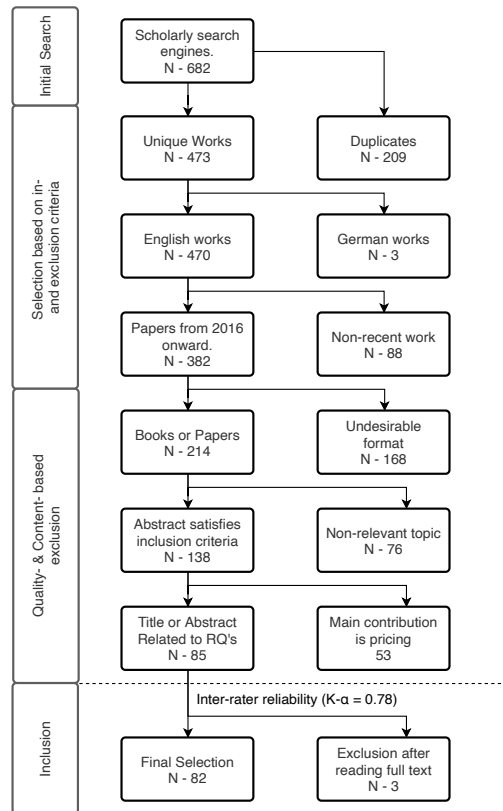 Initial Search
Scholarly search
engines.
N - 682
Selection based on in-
and exclusion criteria
Unique Works
N - 473
Duplicates
N - 209
English works
N - 470
German works
N - 3
Papers from 2016
onward.
N - 382
Non-recent work
N - 88
Quality- & Content- based
exclusion
Books or Papers
N - 214
Undesirable
format
N - 168
Abstract satisfies
inclusion criteria
N - 138
Non-relevant topic
N - 76
Title or Abstract
Related to RQ's
N - 85
Main contribution
is pricing
53
Inter-rater reliability (K-α = 0.78)
Inclusion
Final Selection
N - 82
Exclusion after
reading full text
N - 3